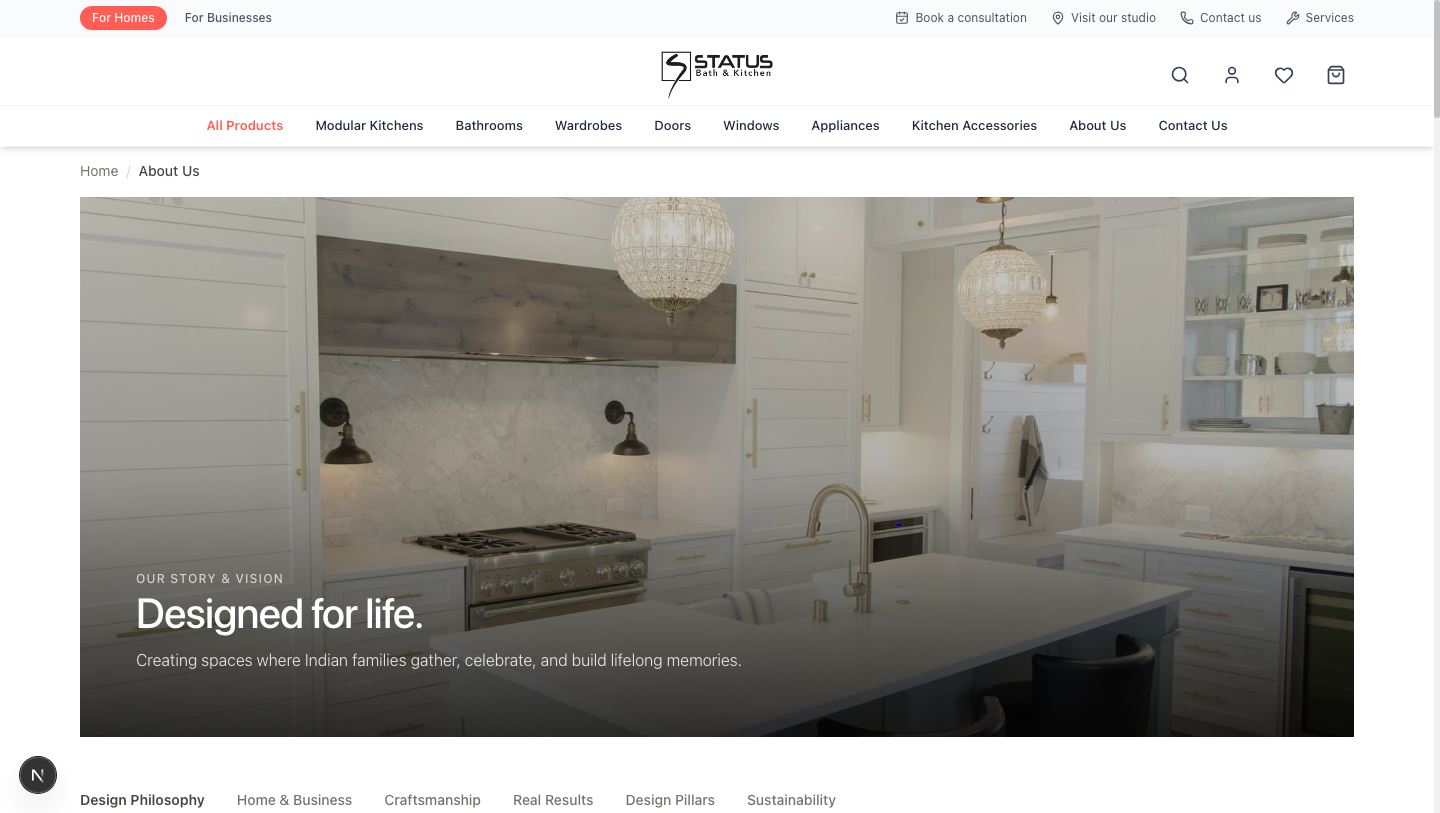 For Homes For Businesses Book a consultation Visit our studio Contact us Services
STATUS
Bath & Kitchen
All Products Modular Kitchens Bathrooms Wardrobes Doors Windows Appliances Kitchen Accessories About Us Contact Us
Home / About Us
OUR STORY & VISION
Designed for life.
Creating spaces where Indian families gather, celebrate, and build lifelong memories.
N
Design Philosophy Home & Business Craftsmanship Real Results Design Pillars Sustainability